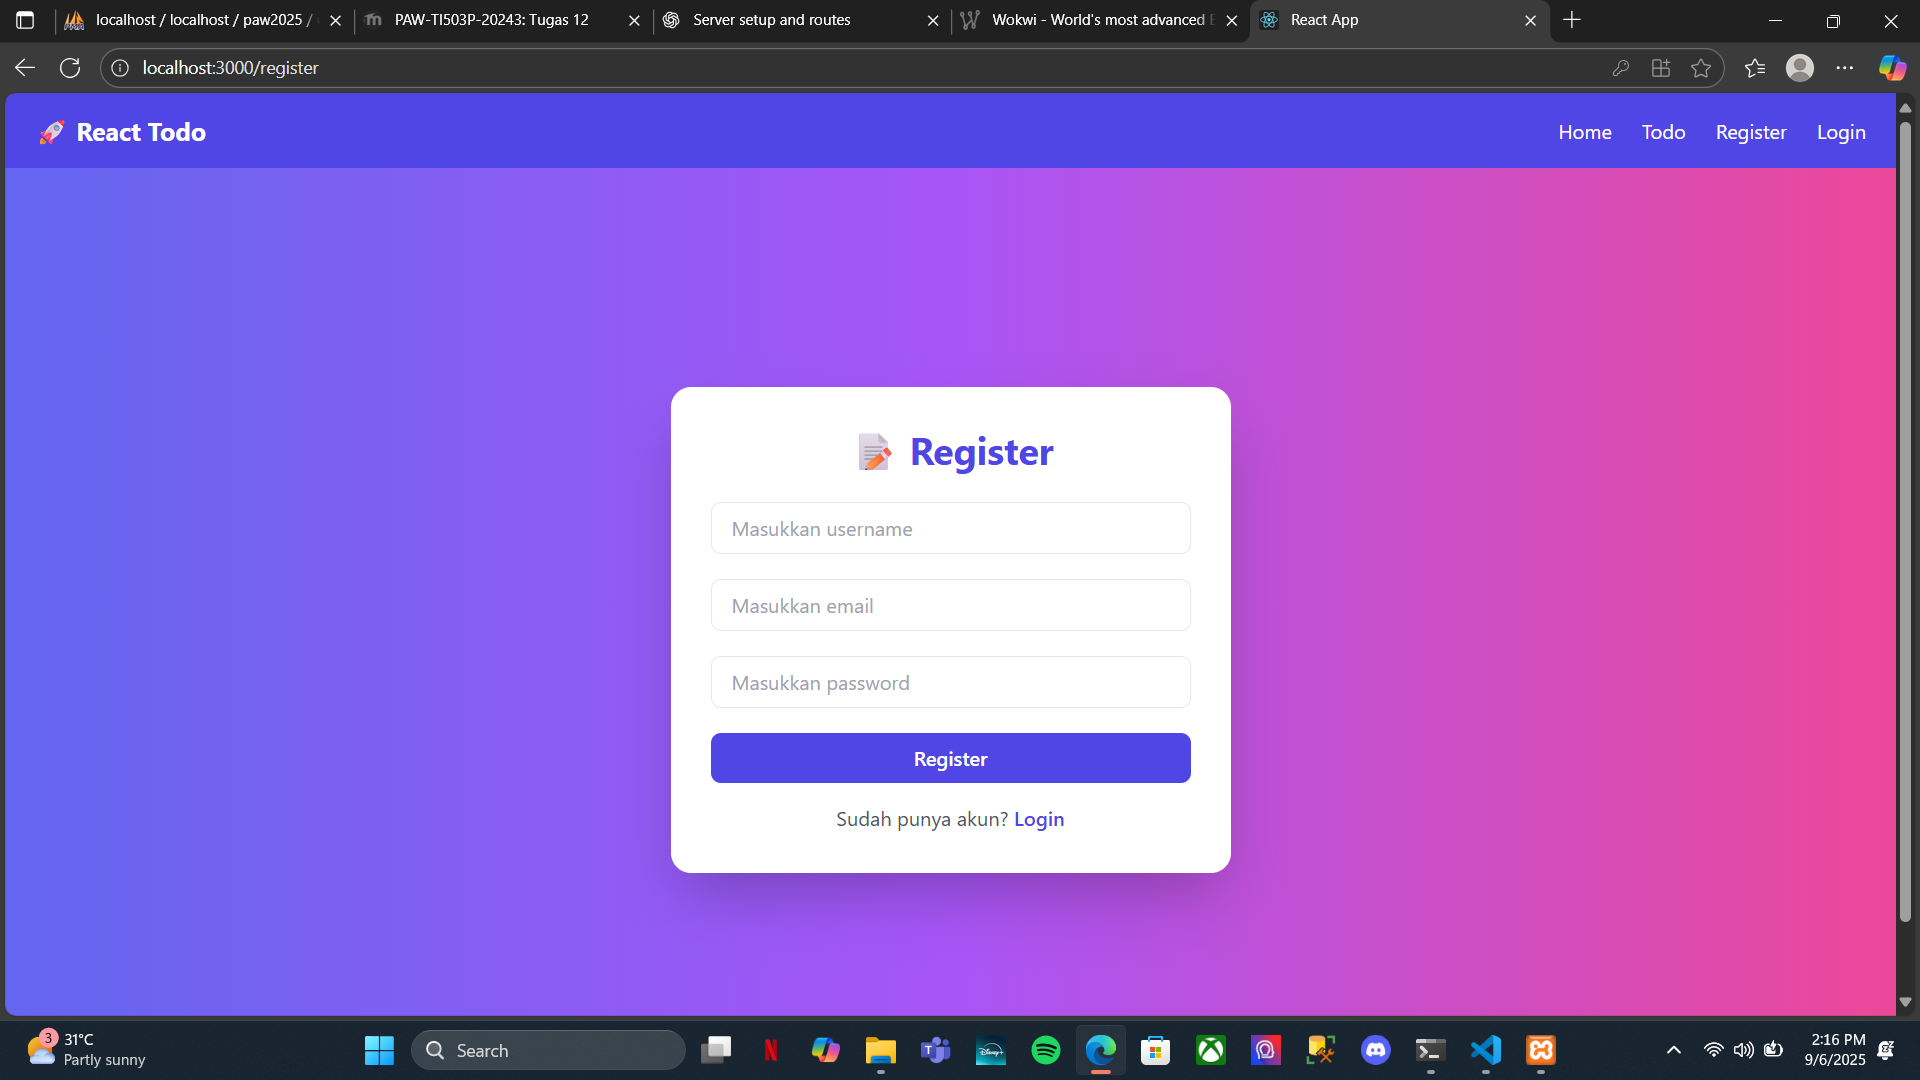 localhost / localhost / paw2025 /
PAW-TI503P-20243: Tugas 12
Server setup and routes
Wokwi - World's most advanced E
React App
localhost:3000/register
🚀 React Todo
Home
Todo
Register
Login
📝 Register
Masukkan username
Masukkan email
Masukkan password
Register
Sudah punya akun? Login
3
31°C
Partly sunny
Search
Disney+
2:16 PM
9/6/2025